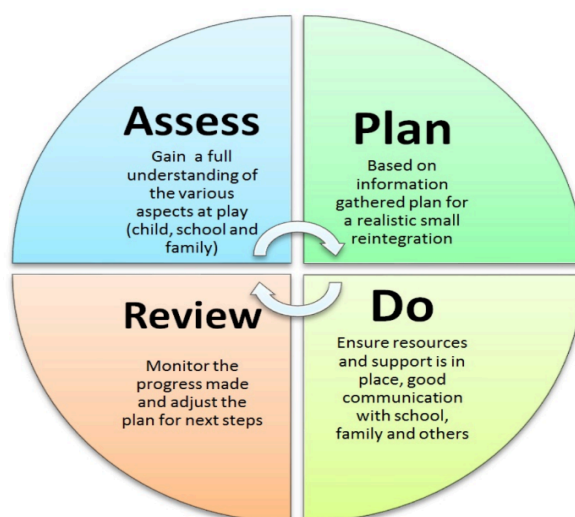 Assess
Gain a full
understanding of
the various
aspects at play
(child, school and
family)
Plan
Based on
information
gathered plan for
a realistic small
reintegration
Review
Monitor the
progress made
and adjust the
plan for next steps
Do
Ensure resources
and support is in
place, good
communication
with school,
family and others